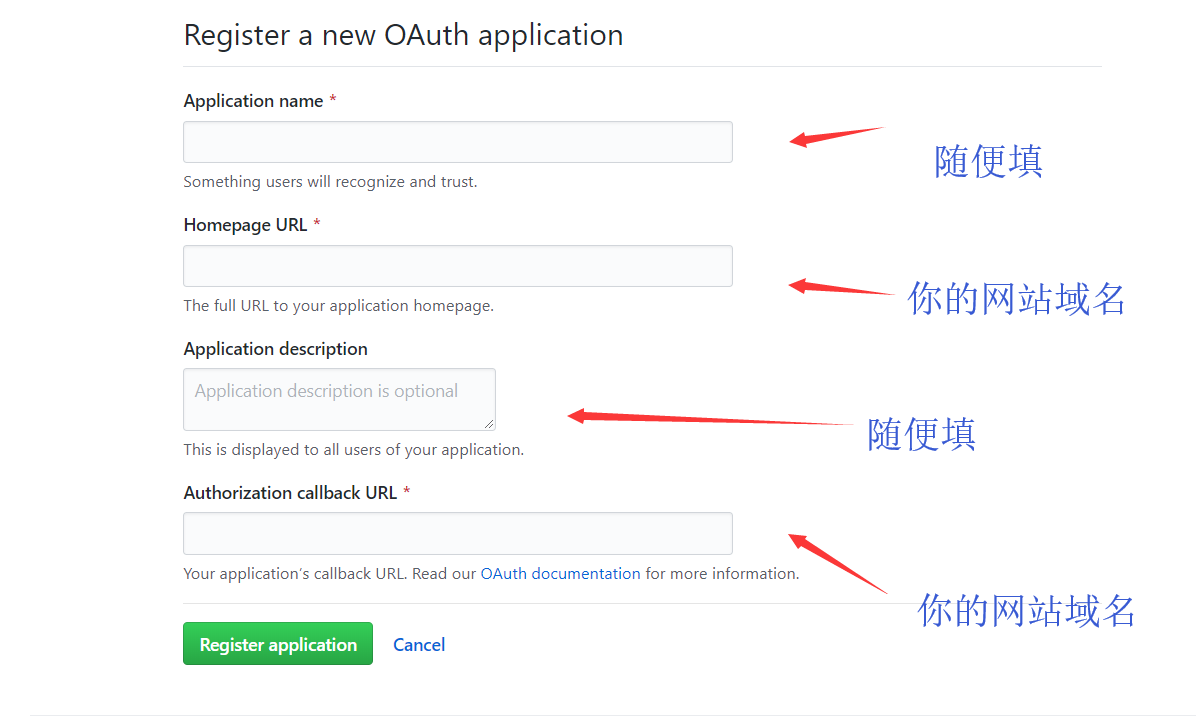 Register a new OAuth application
Application name *
随便填
Something users will recognize and trust.
Homepage URL *
你的网站域名
The full URL to your application homepage.
Application description
Application description is optional
随便填
This is displayed to all users of your application.
Authorization callback URL *
Your application’s callback URL. Read our OAuth documentation for more information.
你的网站域名
Register application
Cancel